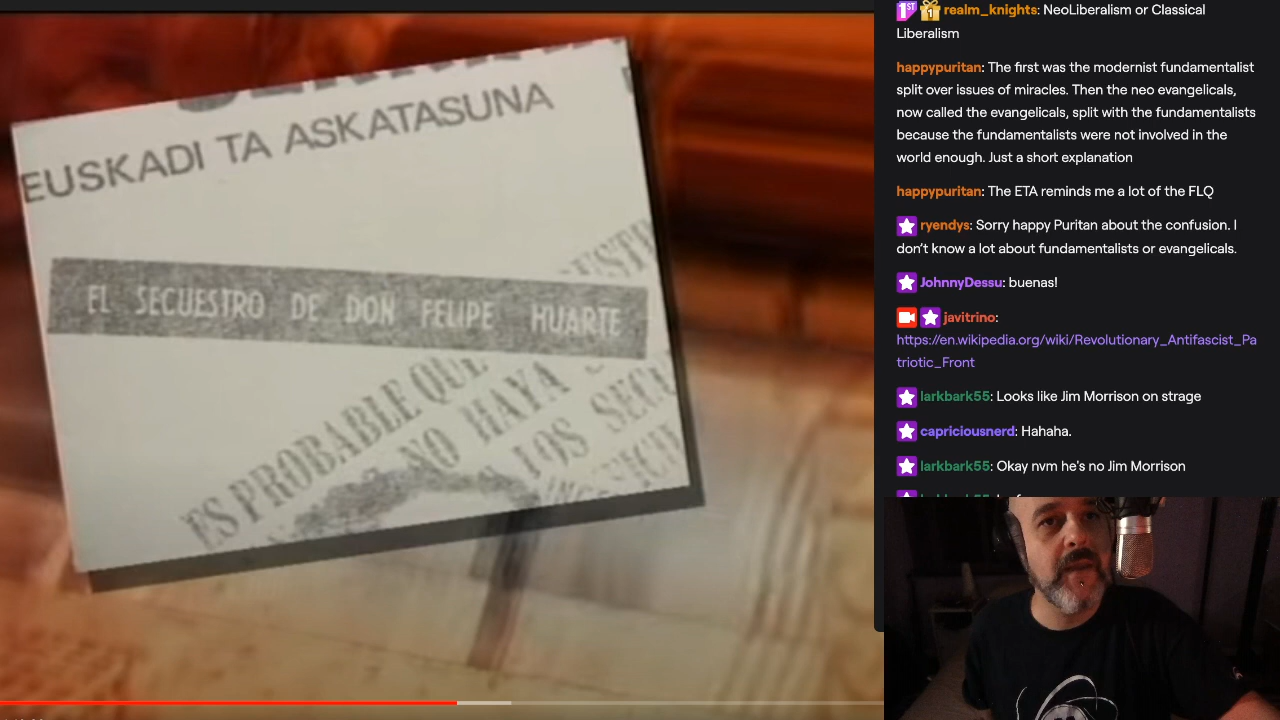 EUSKADI TA ASKATASUNA
EL SECUESTRO DE DON FELIPE HUARTE
ES PROBABLE QUE
NO HAYA
LOS
realm_knights: NeoLiberalism or Classical
Liberalism
happypuritan: The first was the modernist fundamentalist
split over issues of miracles. Then the neo evangelicals,
now called the evangelicals, split with the fundamentalists
because the fundamentalists were not involved in the
world enough. Just a short explanation
happypuritan: The ETA reminds me a lot of the FLQ
ryendys: Sorry happy Puritan about the confusion. I
don't know a lot about fundamentalists or evangelicals.
JohnnyDessu: buenas!
javitrino:
https://en.wikipedia.org/wiki/Revolutionary_Antifascist_Pa
triotic_Front
larkbark55: Looks like Jim Morrison on strage
capriciousnerd: Hahaha.
larkbark55: Okay nvm he's no Jim Morrison